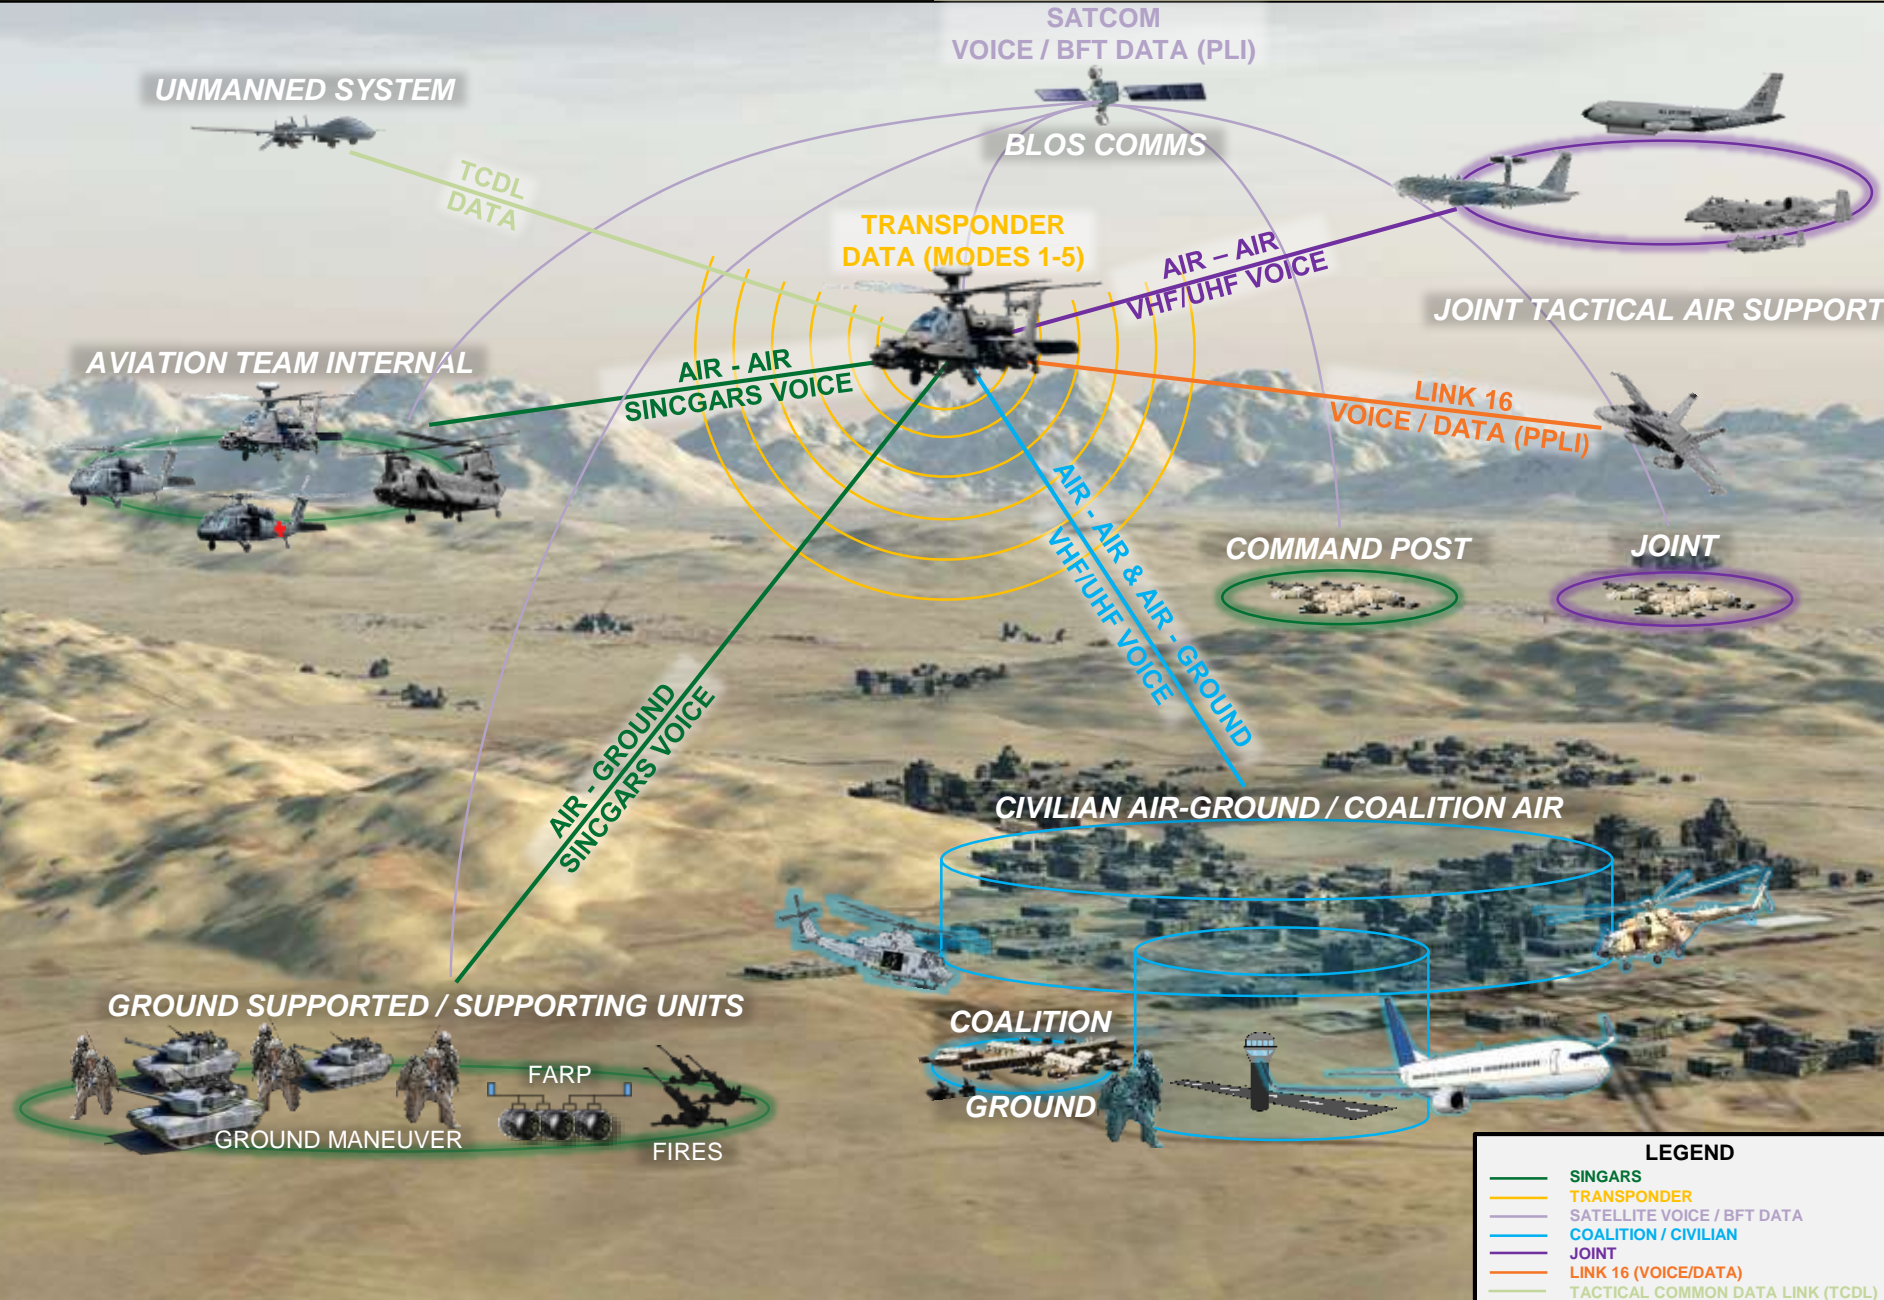 SATCOM
VOICE / BFT DATA (PLI)
UNMANNED SYSTEM
BLOS COMMS
TCDL
DATA
TRANSPONDER
DATA (MODES 1-5)
AIR – AIR
VHF/UHF VOICE
JOINT TACTICAL AIR SUPPORT
AVIATION TEAM INTERNAL
AIR - AIR
SINCGARS VOICE
LINK 16
VOICE / DATA (PPLI)
AIR - AIR & AIR - GROUND
VHF/UHF VOICE
COMMAND POST
JOINT
AIR - GROUND
SINCGARS VOICE
CIVILIAN AIR-GROUND / COALITION AIR
GROUND SUPPORTED / SUPPORTING UNITS
COALITION
GROUND
FARP
GROUND MANEUVER
FIRES
LEGEND
SINGARS
TRANSPONDER
SATELLITE VOICE / BFT DATA
COALITION / CIVILIAN
JOINT
LINK 16 (VOICE/DATA)
TACTICAL COMMON DATA LINK (TCDL)